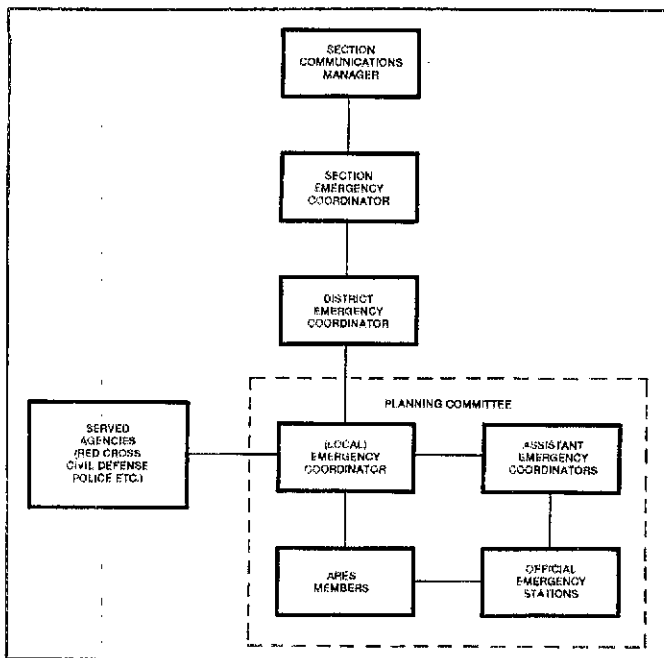 SECTION
COMMUNICATIONS
MANAGER
SECTION
EMERGENCY
COORDINATOR
DISTRICT
EMERGENCY
COORDINATOR
PLANNING COMMITTEE
SERVED
AGENCIES
(RED CROSS
CIVIL DEFENSE
POLICE ETC.)
(LOCAL)
EMERGENCY
COORDINATOR
ASSISTANT
EMERGENCY
COORDINATORS
ARES
MEMBERS
OFFICIAL
EMERGENCY
STATIONS